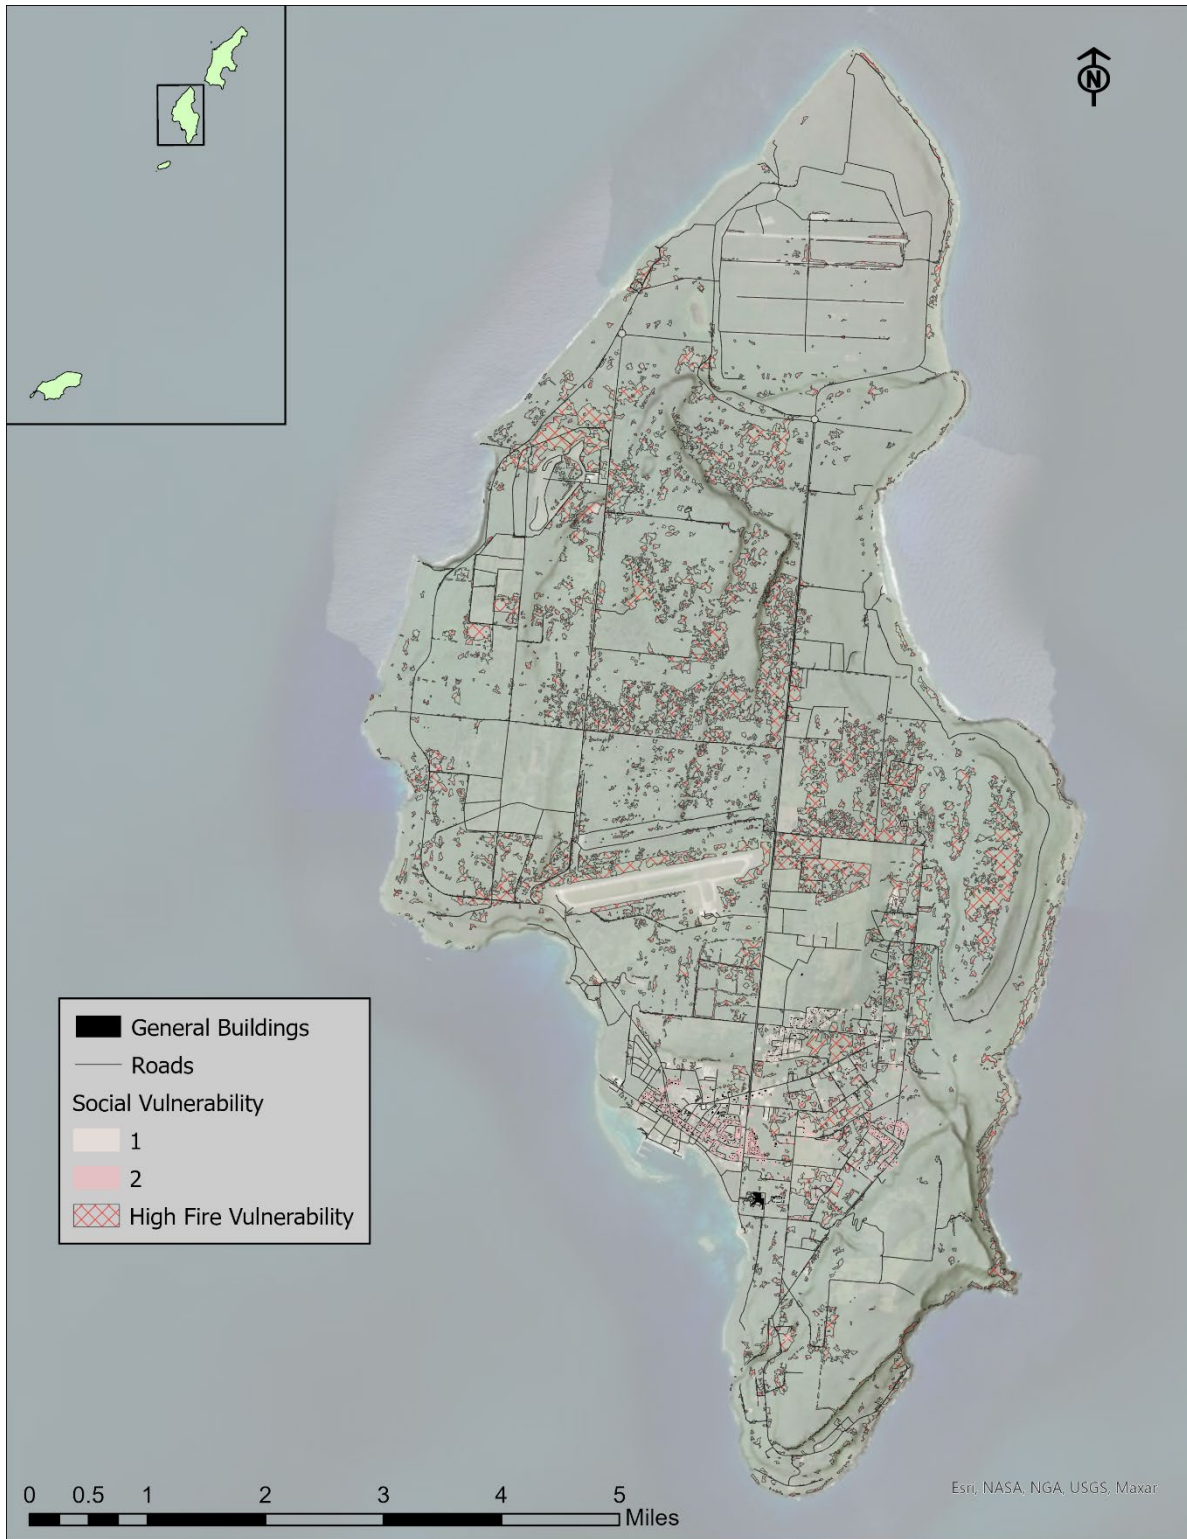 N
General Buildings
Roads
Social Vulnerability
1
2
High Fire Vulnerability
0 0.5 1 2 3 4 5
Miles
Esri, NASA, NGA, USGS, Maxar